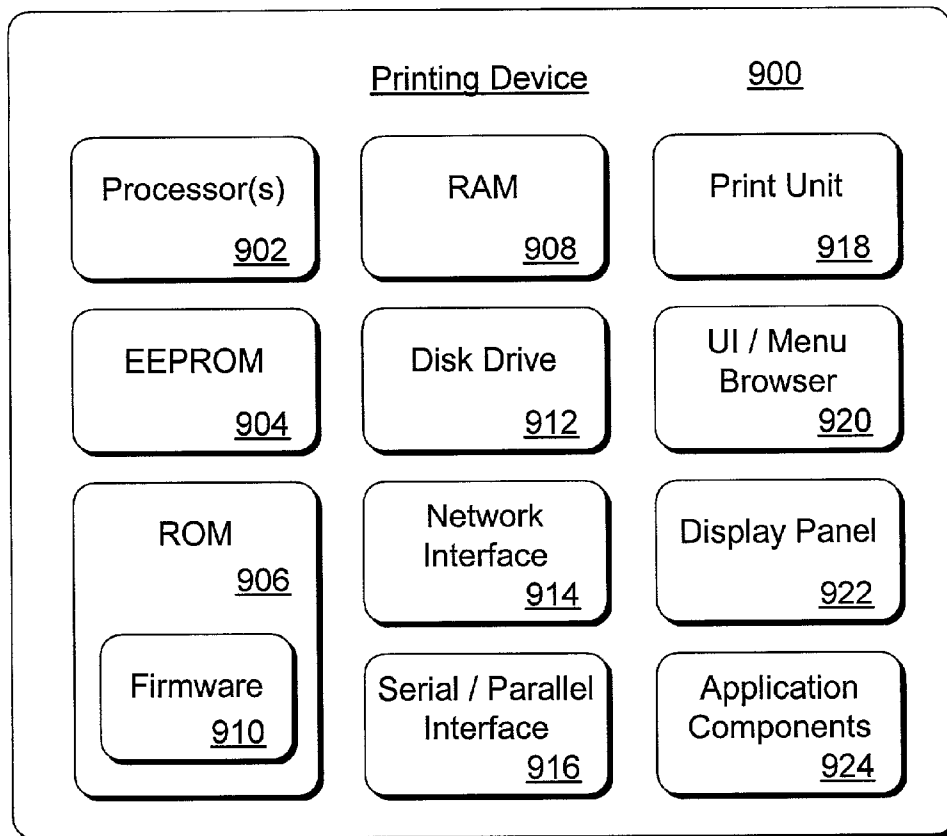 Printing Device 900
Processor(s)
902
RAM
908
Print Unit
918
EEPROM
904
Disk Drive
912
UI / Menu
Browser
920
ROM
906
Firmware
910
Network
Interface
914
Display Panel
922
Serial / Parallel
Interface
916
Application
Components
924